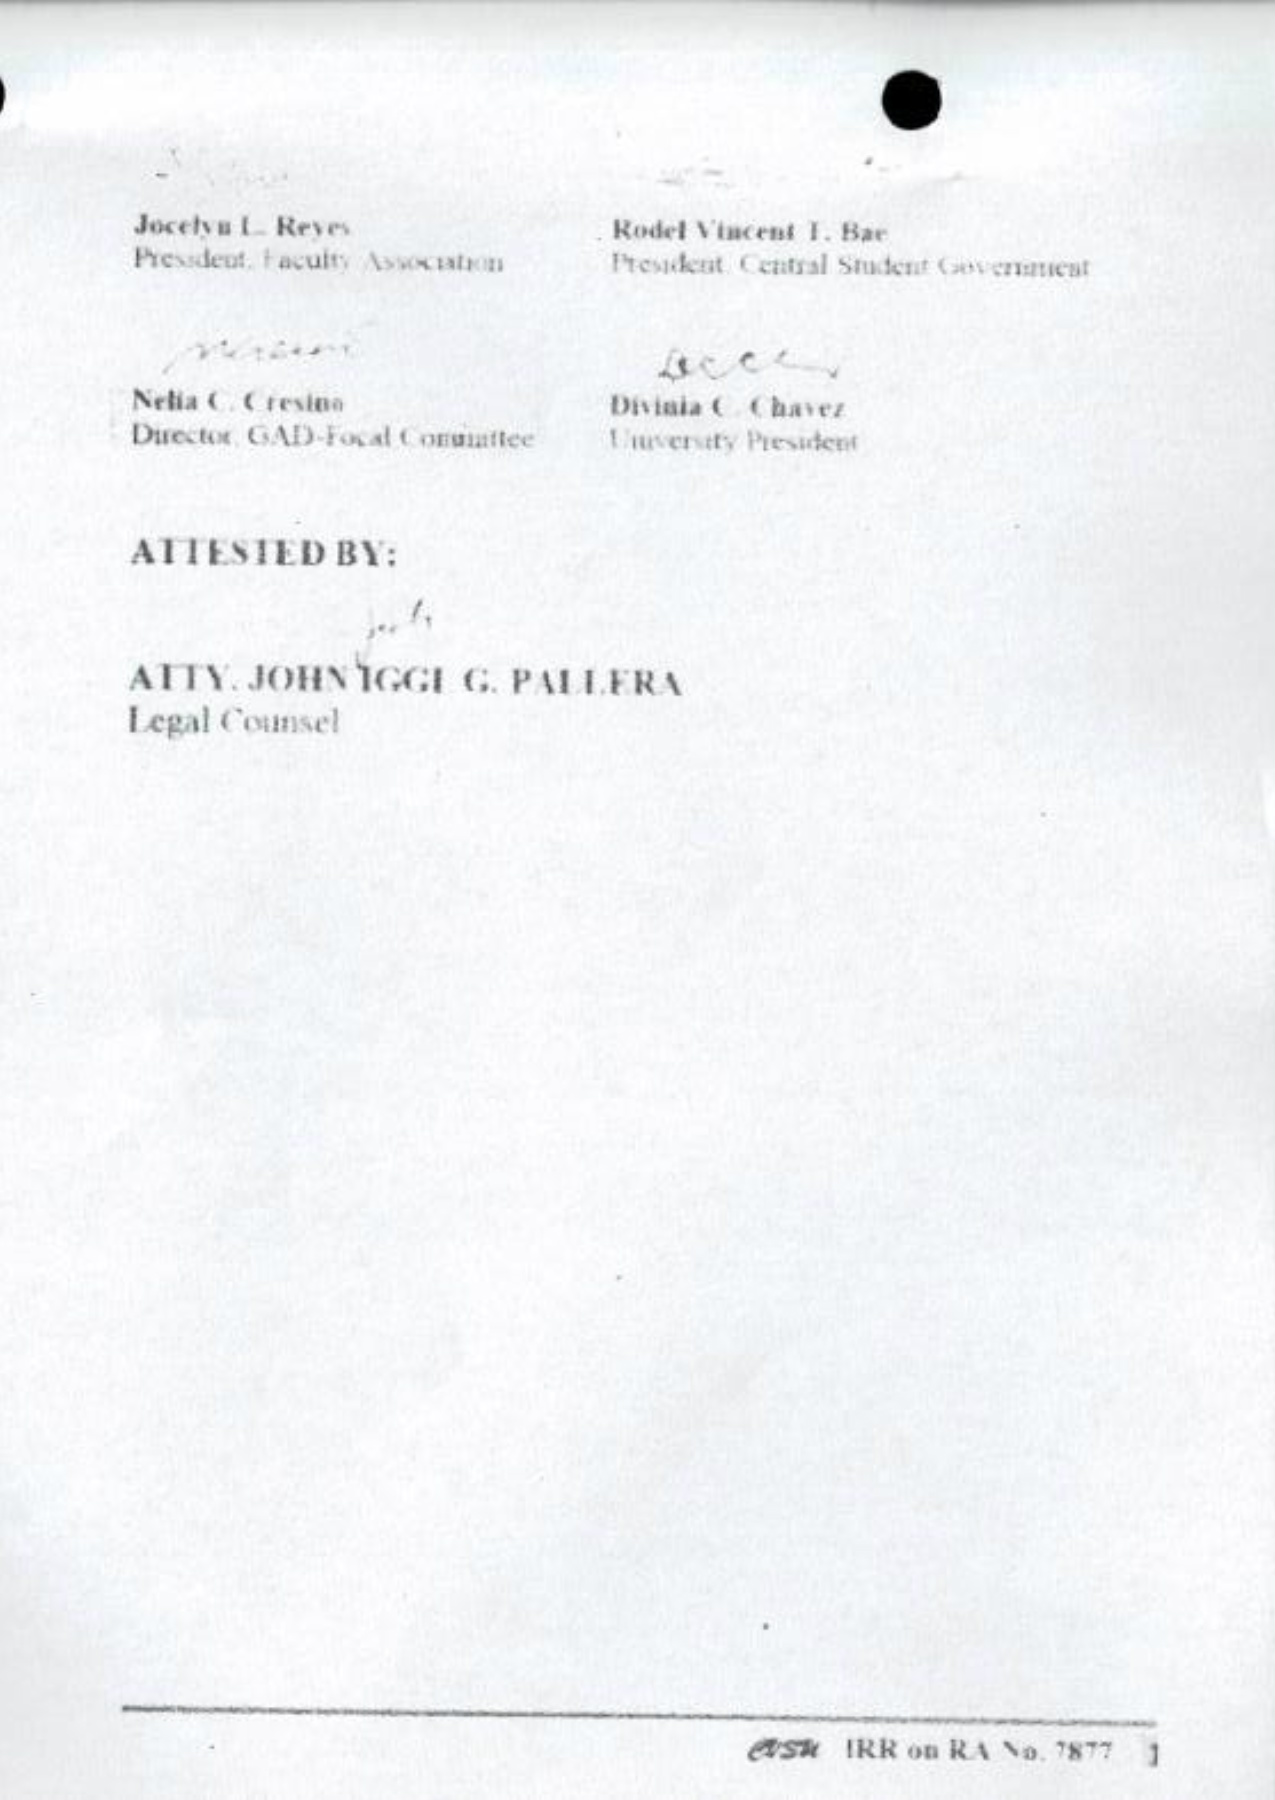 Jocelyn L. Reyes
President, Faculty Association
Rodel Vincent T. Bae
President, Central Student Government
Nelia C. Cresino
Director, GAD-Focal Committee
Divinia C. Chavez
University President
ATTESTED BY:
ATTY. JOHN IGGI G. PALLERA
Legal Counsel
CVSU IRR on RA No. 7877